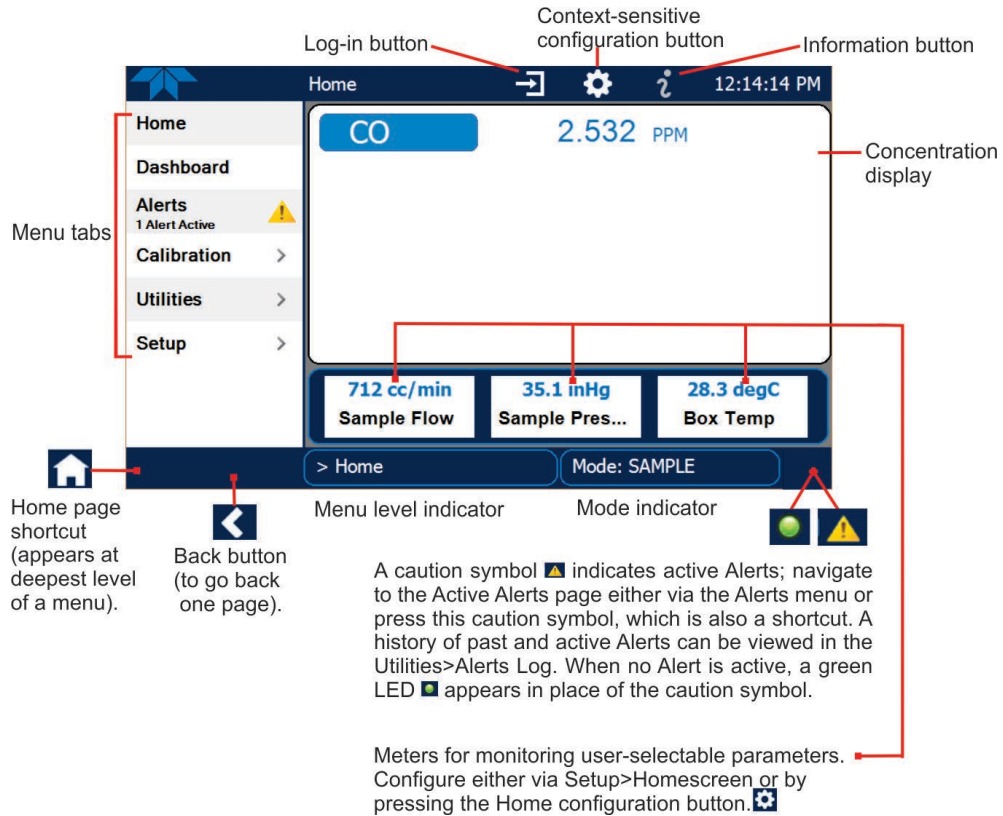 Context-sensitive
configuration button
Log-in button
Information button
Home
12:14:14 PM
Menu tabs
Home
Dashboard
Alerts
1 Alert Active
Calibration
Utilities
Setup
CO
2.532 PPM
Concentration
display
712 cc/min
Sample Flow
35.1 inHg
Sample Pres...
28.3 degC
Box Temp
> Home
Mode: SAMPLE
Home page
shortcut
(appears at
deepest level
of a menu).
Back button
(to go back
one page).
Menu level indicator
Mode indicator
A caution symbol indicates active Alerts; navigate
to the Active Alerts page either via the Alerts menu or
press this caution symbol, which is also a shortcut. A
history of past and active Alerts can be viewed in the
Utilities>Alerts Log. When no Alert is active, a green
LED appears in place of the caution symbol.
Meters for monitoring user-selectable parameters.
Configure either via Setup>Homescreen or by
pressing the Home configuration button.